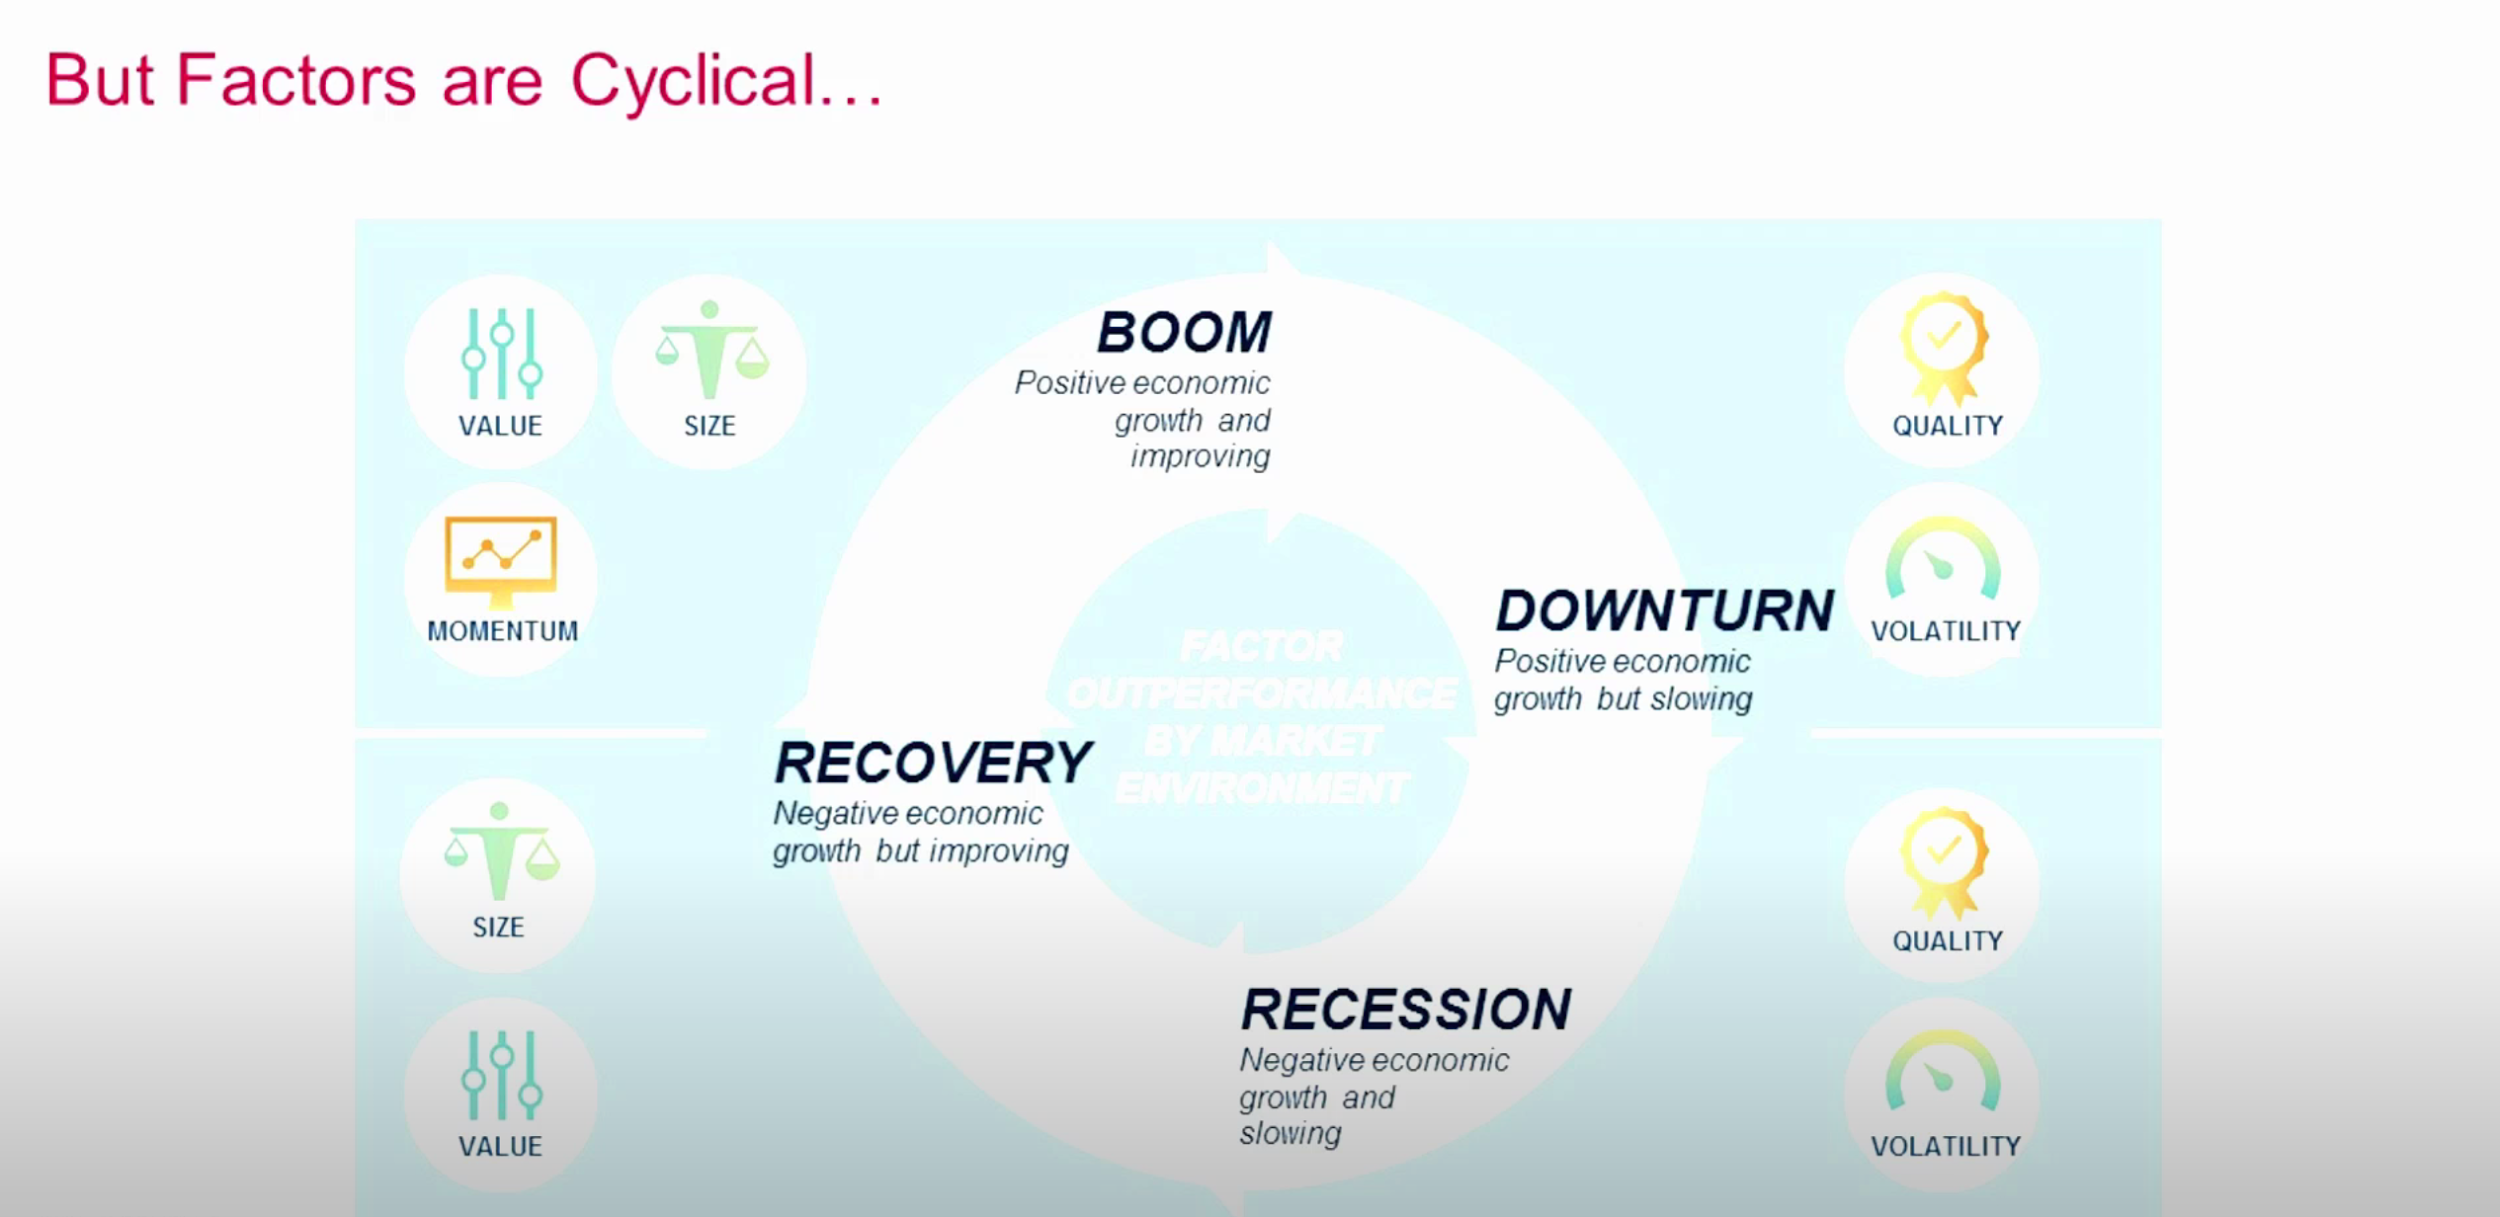 But Factors are Cyclical...
VALUE
SIZE
MOMENTUM
BOOM
Positive economic
growth and
improving
QUALITY
VOLATILITY
DOWNTURN
Positive economic
growth but slowing
FACTOR
OUTPERFORMANCE
BY MARKET
ENVIRONMENT
RECOVERY
Negative economic
growth but improving
SIZE
VALUE
RECESSION
Negative economic
growth and
slowing
QUALITY
VOLATILITY